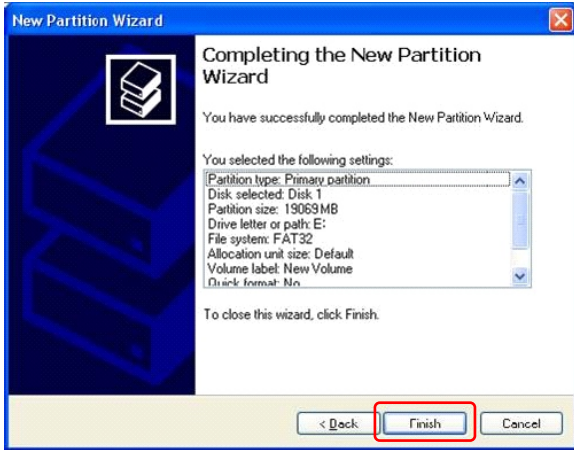 New Partition Wizard
Completing the New Partition
Wizard
You have successfully completed the New Partition Wizard.
You selected the following settings:
Partition type: Primary partition
Disk selected: Disk 1
Partition size: 19069 MB
Drive letter or path: E:
File system: FAT32
Allocation unit size: Default
Volume label: New Volume
Quick format: No
To close this wizard, click Finish.
< Back
Finish
Cancel